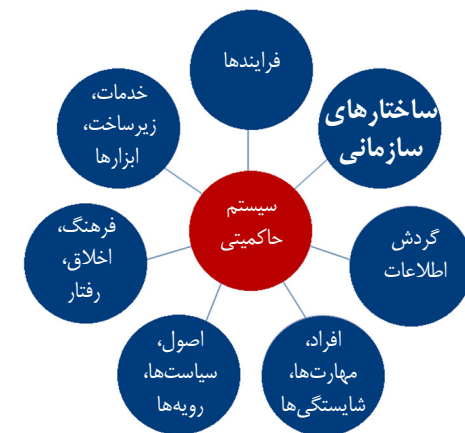 فرایندها
ساختارهای
سازمانی
گردش
اطلاعات
افراد،
مهارت‌ها،
شایستگی‌ها
اصول،
سیاست‌ها،
رویه‌ها
فرهنگ،
اخلاق،
رفتار
خدمات،
زیرساخت،
ابزارها
سیستم
حاکمیتی